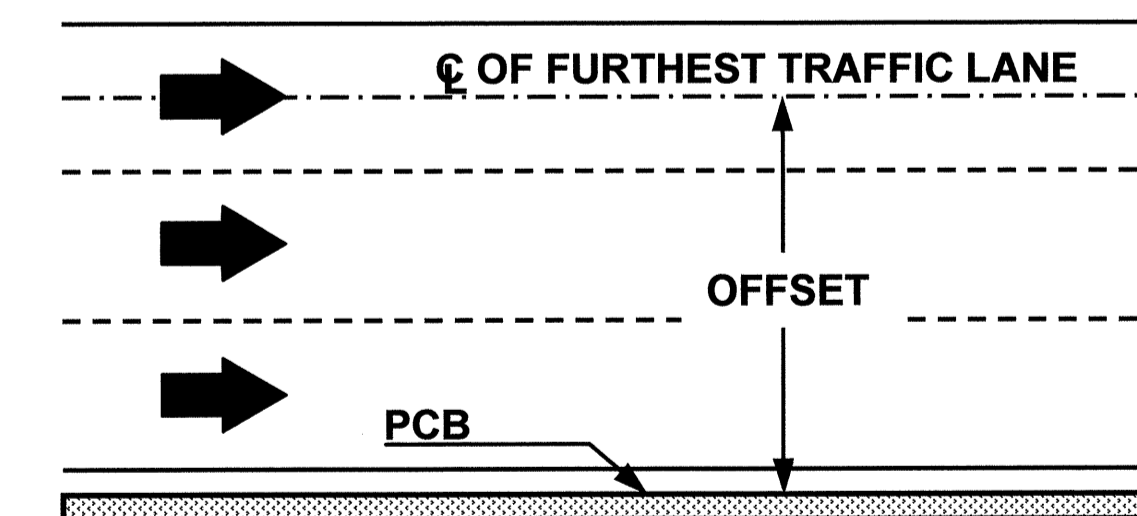 ℄ OF FURTHEST TRAFFIC LANE
OFFSET
PCB